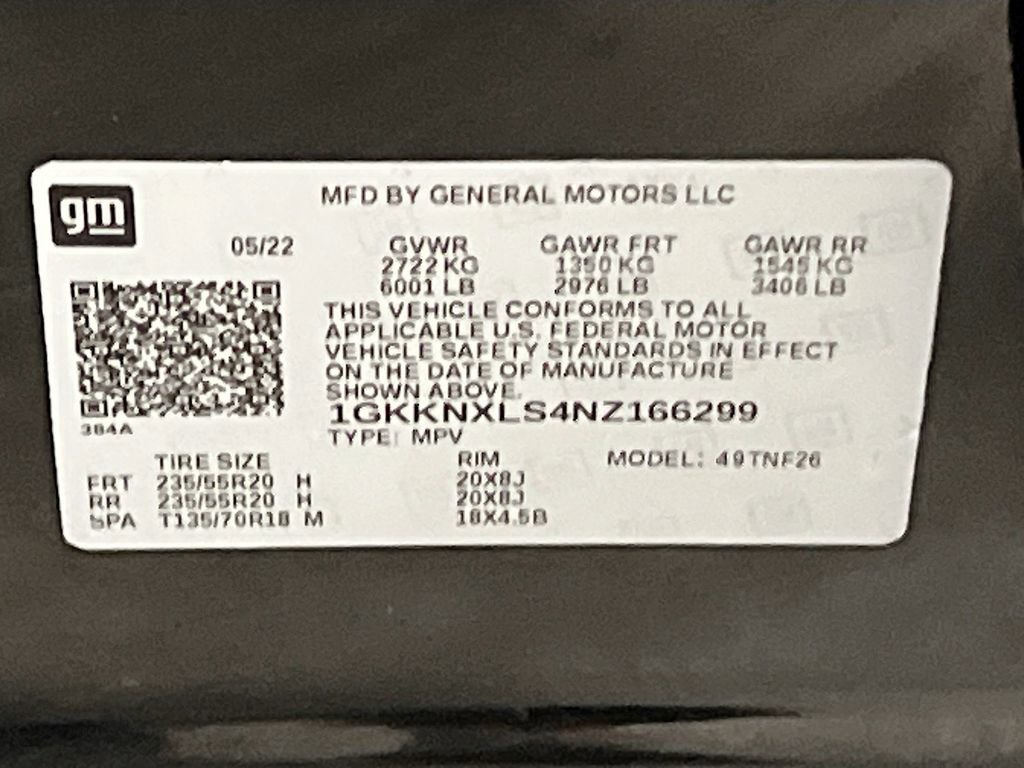 MFD BY GENERAL MOTORS LLC
gm
05/22 GVWR GAWR FRT GAWR RR
2722 KG 1350 KG 1545 KG
6001 LB 2976 LB 3406 LB
THIS VEHICLE CONFORMS TO ALL
APPLICABLE U.S. FEDERAL MOTOR
VEHICLE SAFETY STANDARDS IN EFFECT
ON THE DATE OF MANUFACTURE
SHOWN ABOVE.
1GKKNXLS4NZ166299
384A
TYPE: MPV
TIRE SIZE RIM MODEL: 49TNF26
FRT 235/55R20 H 20X8J
RR 235/55R20 H 20X8J
SPA T135/70R18 M 18X4.5B